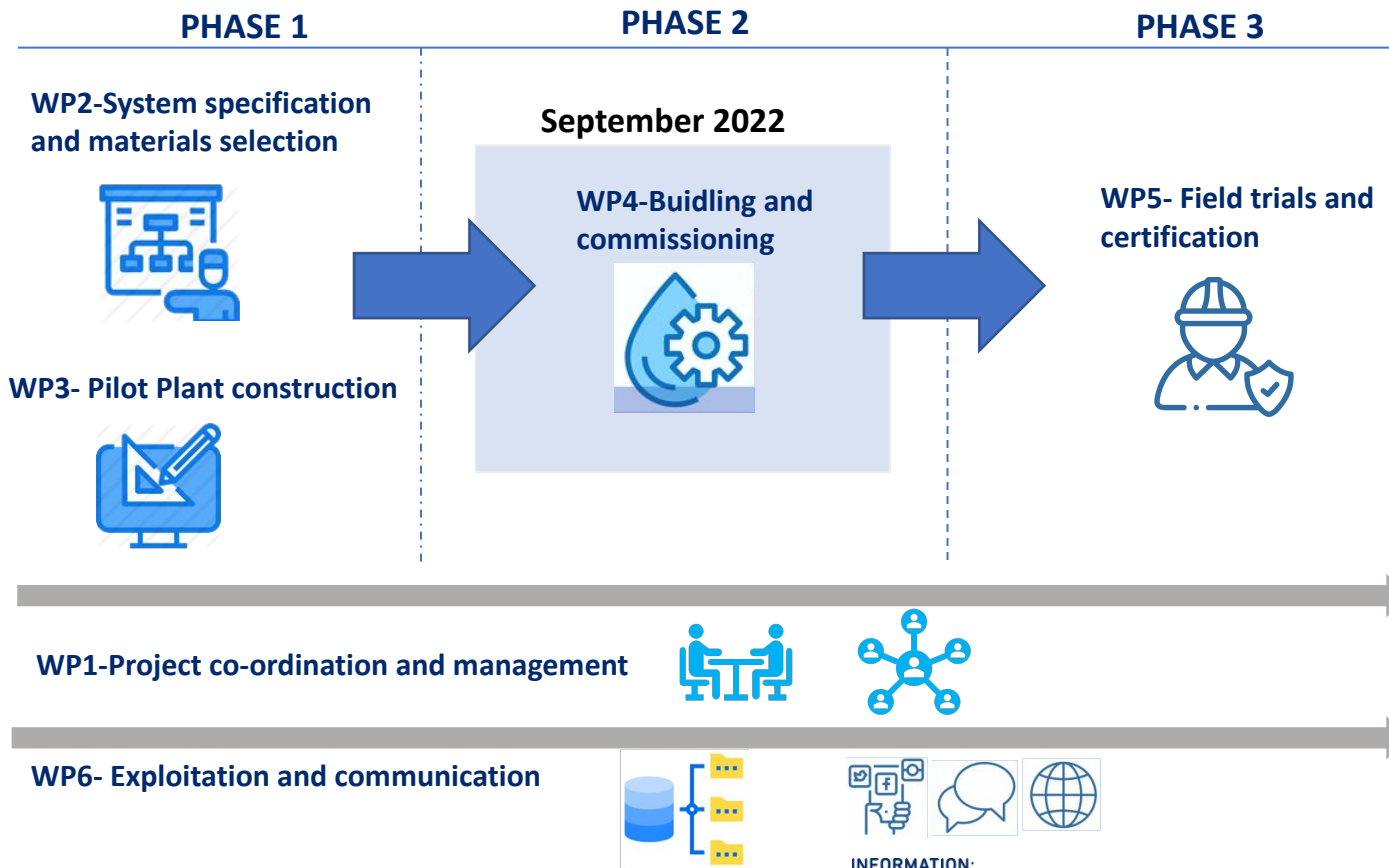 PHASE 1
PHASE 2
PHASE 3
WP2-System specification
and materials selection
September 2022
WP4-Buidling and
commissioning
WP5- Field trials and
certification
WP3- Pilot Plant construction
WP1-Project co-ordination and management
WP6- Exploitation and communication
INFORMATION: